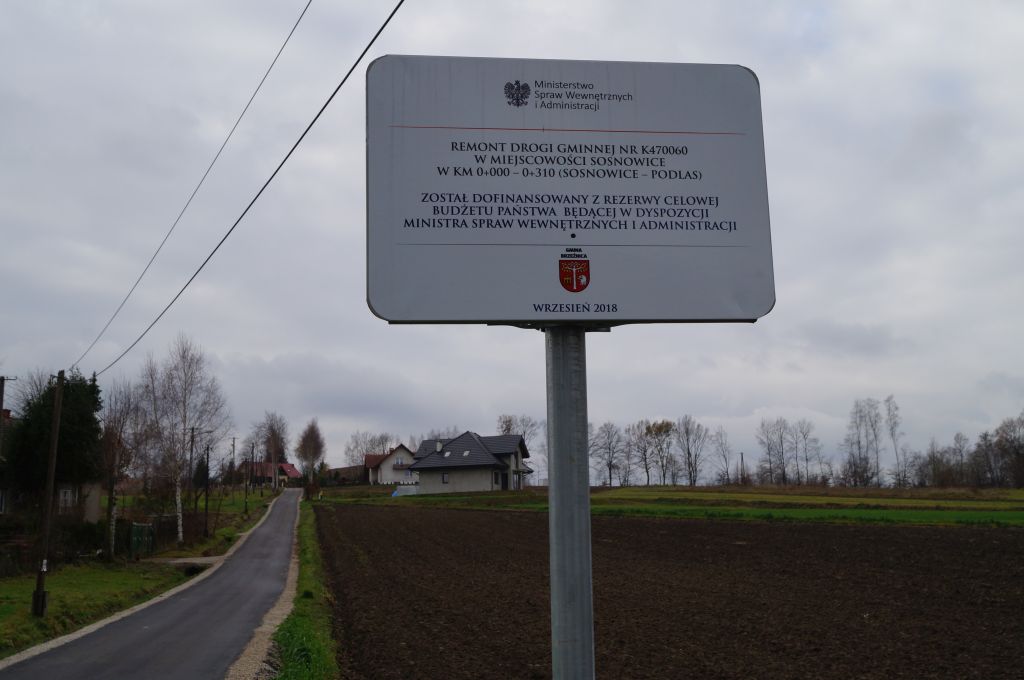 Ministerstwo
Spraw Wewnętrznych
i Administracji
REMONT DROGI GMINNEJ NR K470060
W MIEJSCOWOŚCI SOSNOWICE
W KM 0+000 – 0+310 (SOSNOWICE – PODLAS)
ZOSTAŁ DOFINANSOWANY Z REZERWY CELOWEJ
BUDŻETU PAŃSTWA BĘDĄCEJ W DYSPOZYCJI
MINISTRA SPRAW WEWNĘTRZNYCH I ADMINISTRACJI
GMINA
BRZEŹNICA
WRZESIEŃ 2018